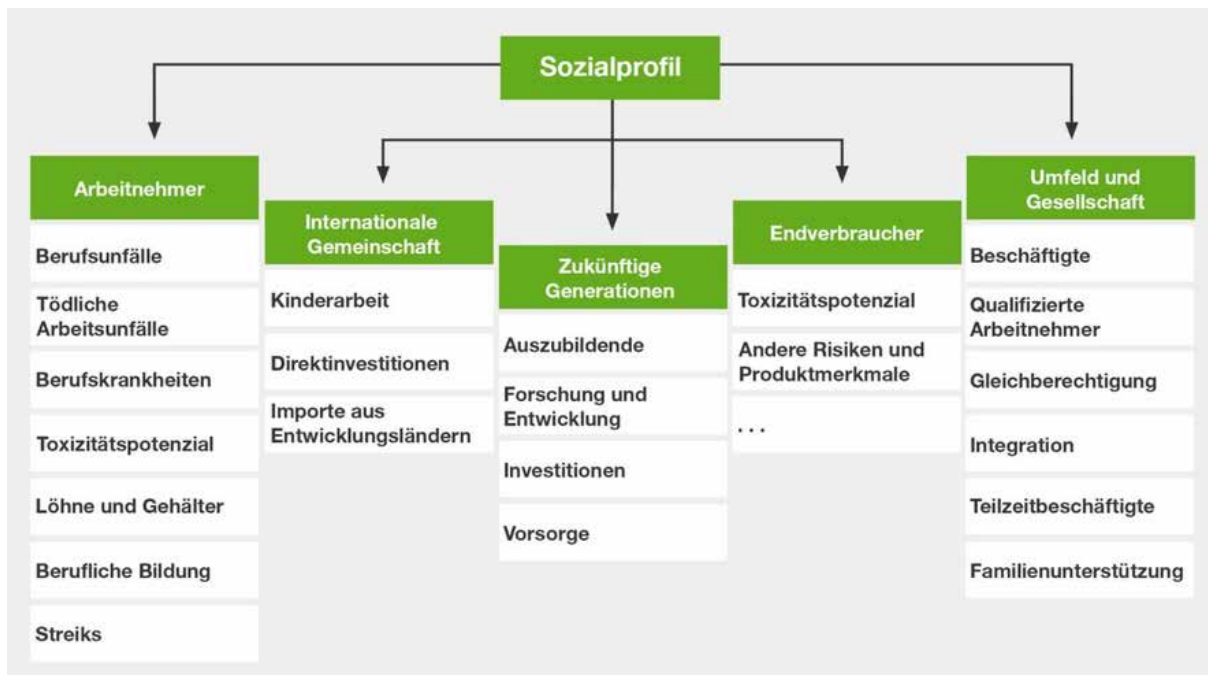 Sozialprofil
Arbeitnehmer
Berufsunfälle
Tödliche
Arbeitsunfälle
Berufskrankheiten
Toxizitätspotenzial
Löhne und Gehälter
Berufliche Bildung
Streiks
Internationale
Gemeinschaft
Kinderarbeit
Direktinvestitionen
Importe aus
Entwicklungsländern
Zukünftige
Generationen
Auszubildende
Forschung und
Entwicklung
Investitionen
Vorsorge
Endverbraucher
Toxizitätspotenzial
Andere Risiken und
Produktmerkmale
. . .
Umfeld und
Gesellschaft
Beschäftigte
Qualifizierte
Arbeitnehmer
Gleichberechtigung
Integration
Teilzeitbeschäftigte
Familienunterstützung